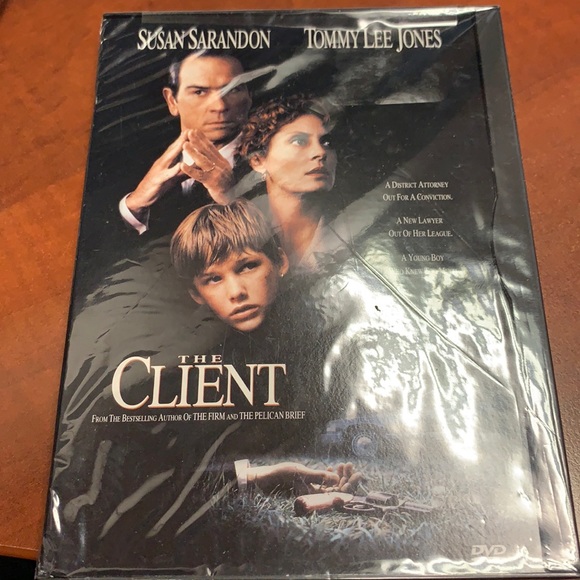 SUSAN SARANDON TOMMY LEE JONES
A DISTRICT ATTORNEY
OUT FOR A CONVICTION.
A NEW LAWYER
OUT OF HER LEAGUE.
A YOUNG BOY
THE
CLIENT
FROM THE BESTSELLING AUTHOR OF THE FIRM AND THE PELICAN BRIEF
DVD